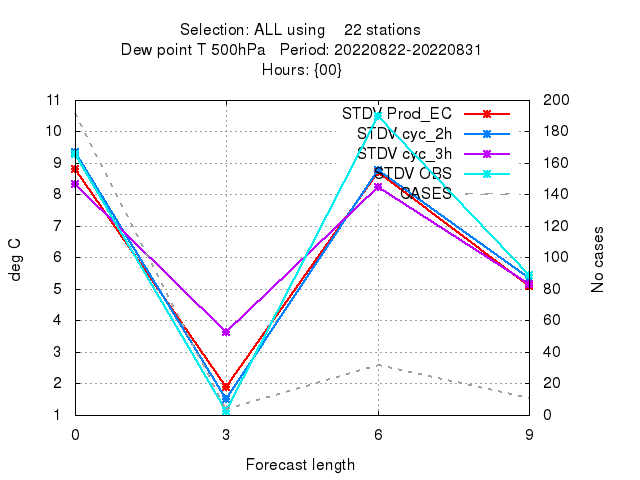 Selection: ALL using 22 stations
Dew point T 500hPa Period: 20220822-20220831
Hours: {00}
11 200
10 180
9 160
8 140
7 120
6 100
5 80
4 60
3 40
2 20
1 0
STDV Prod_EC
STDV cyc_2h
STDV cyc_3h
STDV OBS
CASES
deg C
No cases
0 3 6 9
Forecast length